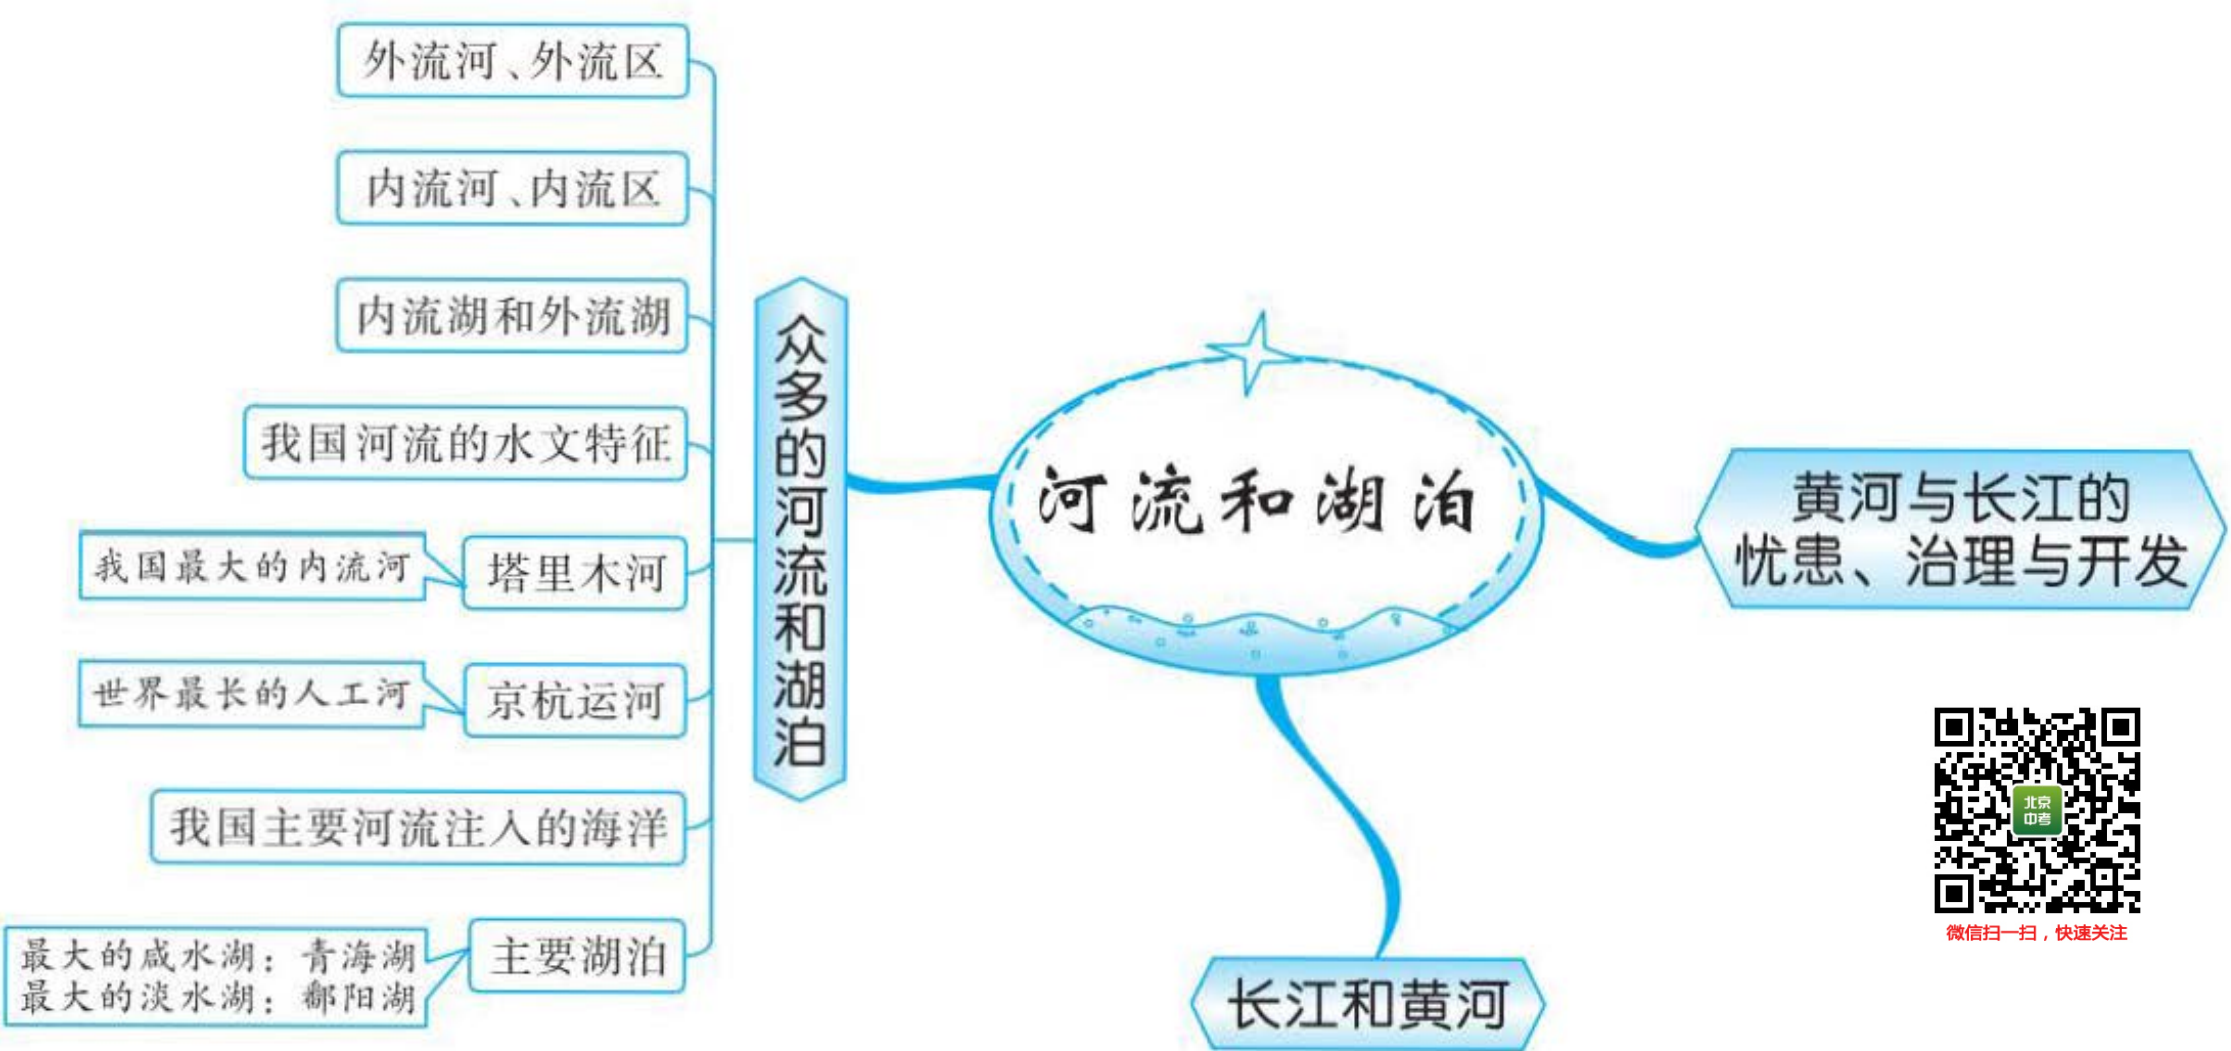 外流河、外流区
内流河、内流区
内流湖和外流湖
我国河流的水文特征
我国最大的内流河
塔里木河
世界最长的人工河
京杭运河
我国主要河流注入的海洋
最大的咸水湖：青海湖
最大的淡水湖：鄱阳湖
主要湖泊
众多的河流和湖泊
河流和湖泊
黄河与长江的
忧患、治理与开发
长江和黄河
北京
中考
微信扫一扫，快速关注